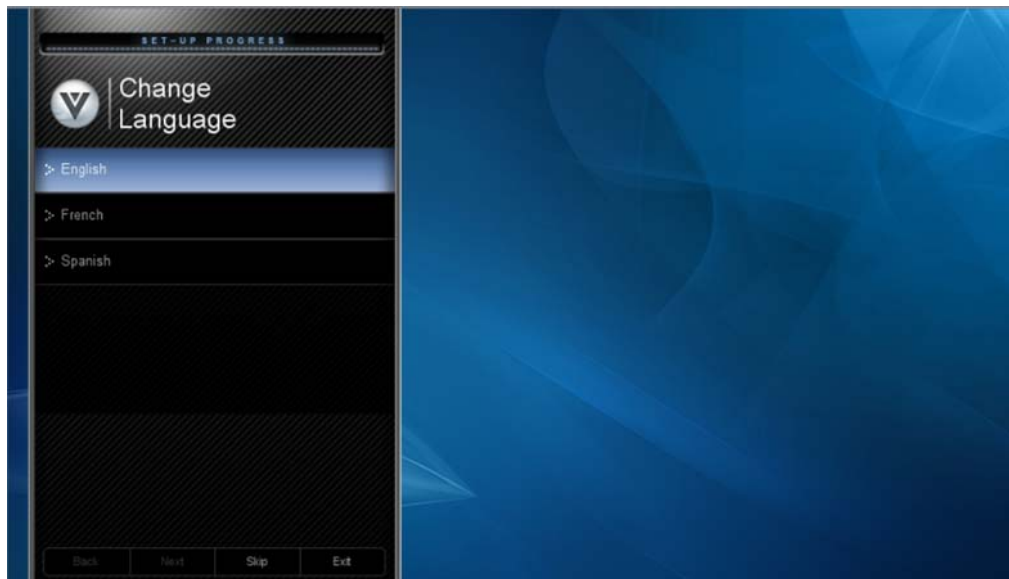 SET-UP PROGRESS
Change
Language
English
French
Spanish
Back Next Skip Exit